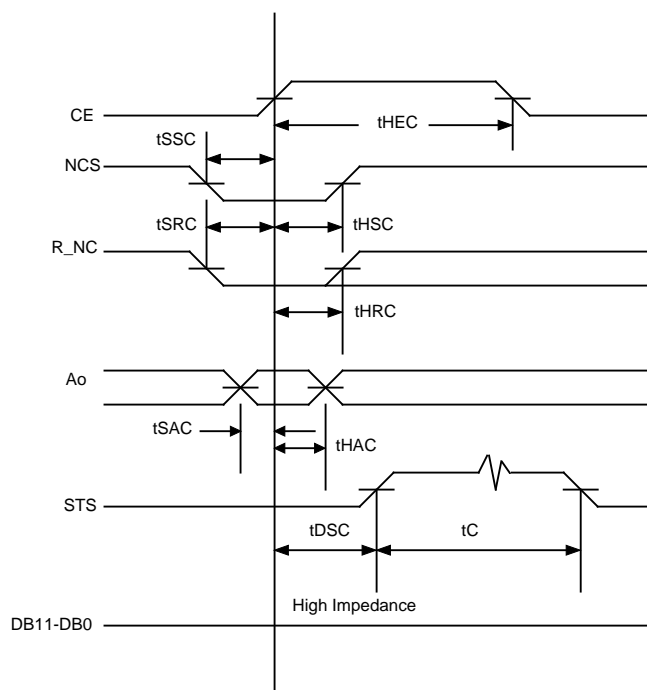 CE
tHEC
tSSC
NCS
tSRC
tHSC
R_NC
tHRC
Ao
tSAC
tHAC
STS
tDSC
tC
High Impedance
DB11-DB0